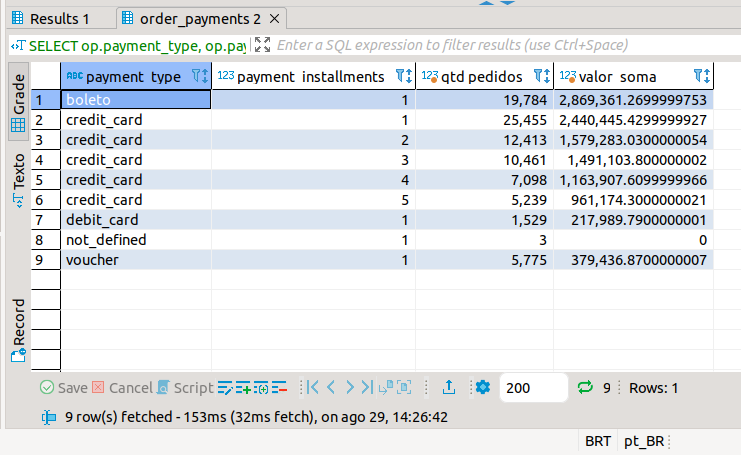 Results 1 order_payments 2
SELECT op.payment_type, op.pay Enter a SQL expression to filter results (use Ctrl+Space)
Grade
Texto
Record
ABC payment_type 123 payment_installments 123 qtd pedidos 123 valor_soma
1 boleto 1 19,784 2,869,361.2699999753
2 credit_card 1 25,455 2,440,445.4299999927
3 credit_card 2 12,413 1,579,283.0300000054
4 credit_card 3 10,461 1,491,103.800000002
5 credit_card 4 7,098 1,163,907.6099999966
6 credit_card 5 5,239 961,174.3000000021
7 debit_card 1 1,529 217,989.7900000001
8 not_defined 1 3 0
9 voucher 1 5,775 379,436.8700000007
Save Cancel Script 200 9 Rows: 1
9 row(s) fetched - 153ms (32ms fetch), on ago 29, 14:26:42
BRT pt_BR